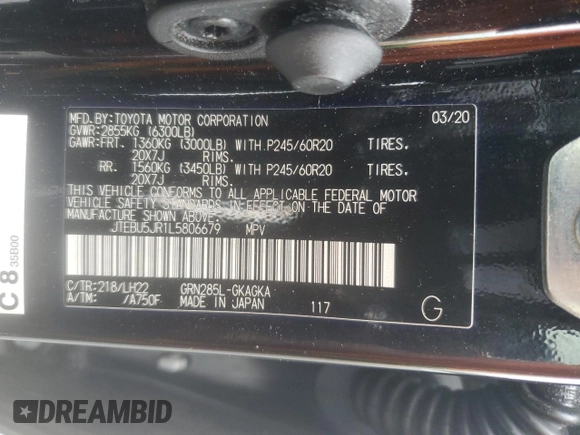 MFD.BY:TOYOTA MOTOR CORPORATION 03/20
GVWR:2855KG (6300LB)
GAWR:FRT. 1360KG (3000LB) WITH P245/60R20 TIRES.
20X7J RIMS.
RR. 1560KG (3450LB) WITH P245/60R20 TIRES.
20X7J RIMS.
THIS VEHICLE CONFORMS TO ALL APPLICABLE FEDERAL MOTOR
VEHICLE SAFETY STANDARDS IN EFFECT ON THE DATE OF
MANUFACTURE SHOWN ABOVE.
JTEBU5JR1L5806679 MPV
C/TR:218/LH22 GRN285L-GKAGKA
A/TM: /A750F MADE IN JAPAN 117 G
C 8 35B00
DREAMBID